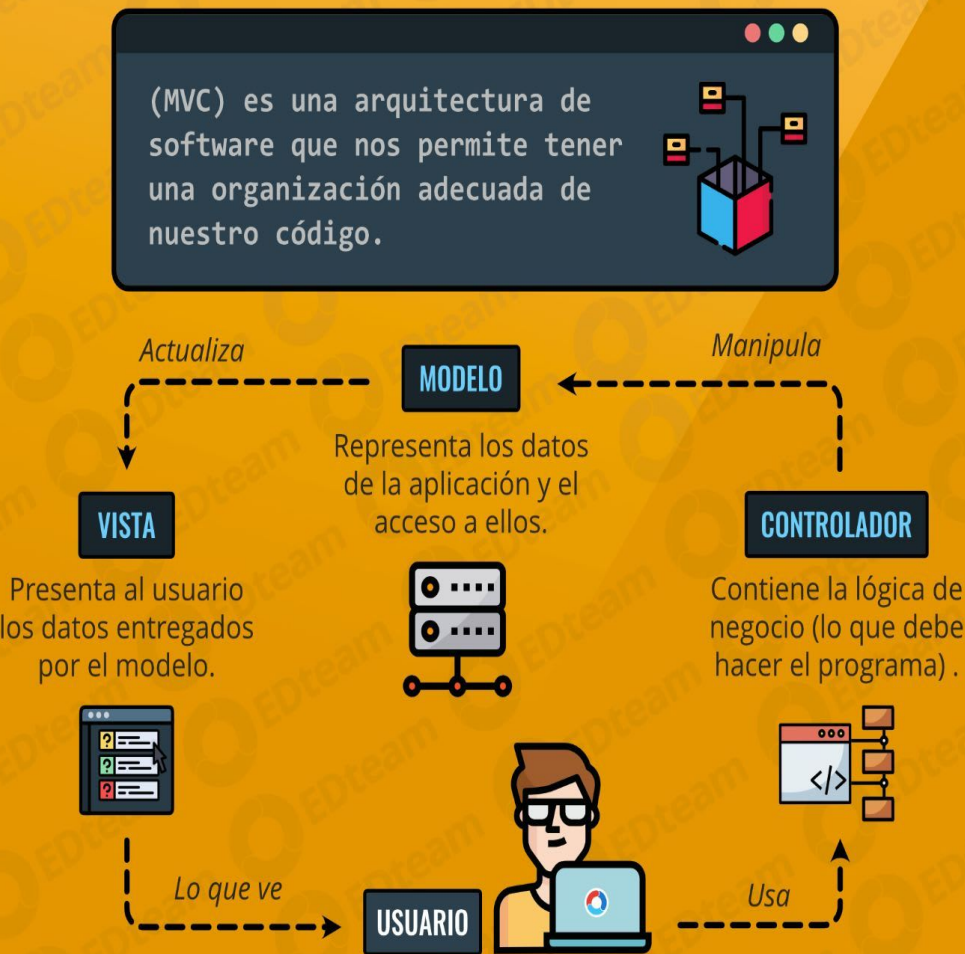 (MVC) es una arquitectura de
software que nos permite tener
una organización adecuada de
nuestro código.
Actualiza
Manipula
MODELO
Representa los datos
de la aplicación y el
acceso a ellos.
VISTA
Presenta al usuario
los datos entregados
por el modelo.
CONTROLADOR
Contiene la lógica de
negocio (lo que debe
hacer el programa) .
Lo que ve
USUARIO
Usa
EDteam